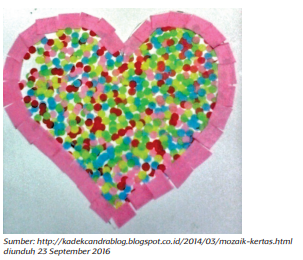 Sumber: http://kadekcandrablog.blogspot.co.id/2014/03/mozaik-kertas.html
diunduh 23 September 2016